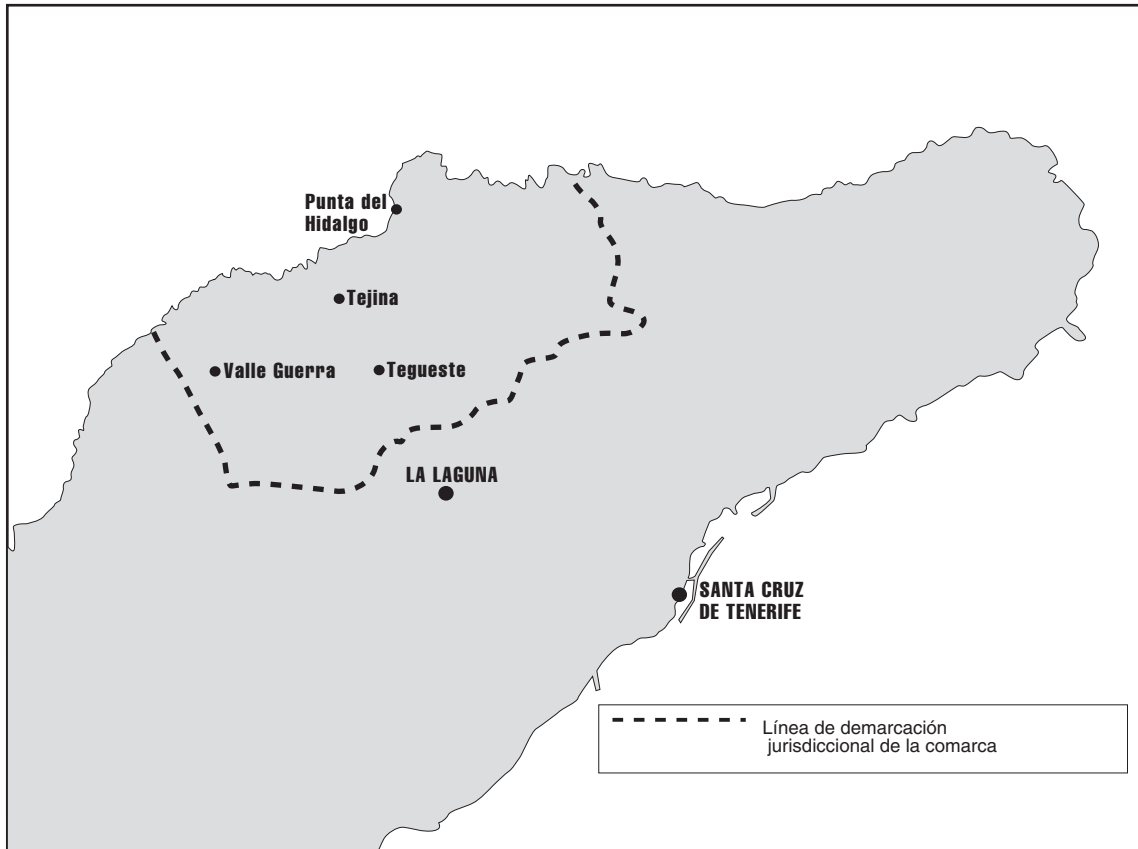 Punta del
Hidalgo
Tejina
Valle Guerra
Tegueste
LA LAGUNA
SANTA CRUZ
DE TENERIFE
Línea de demarcación
jurisdiccional de la comarca